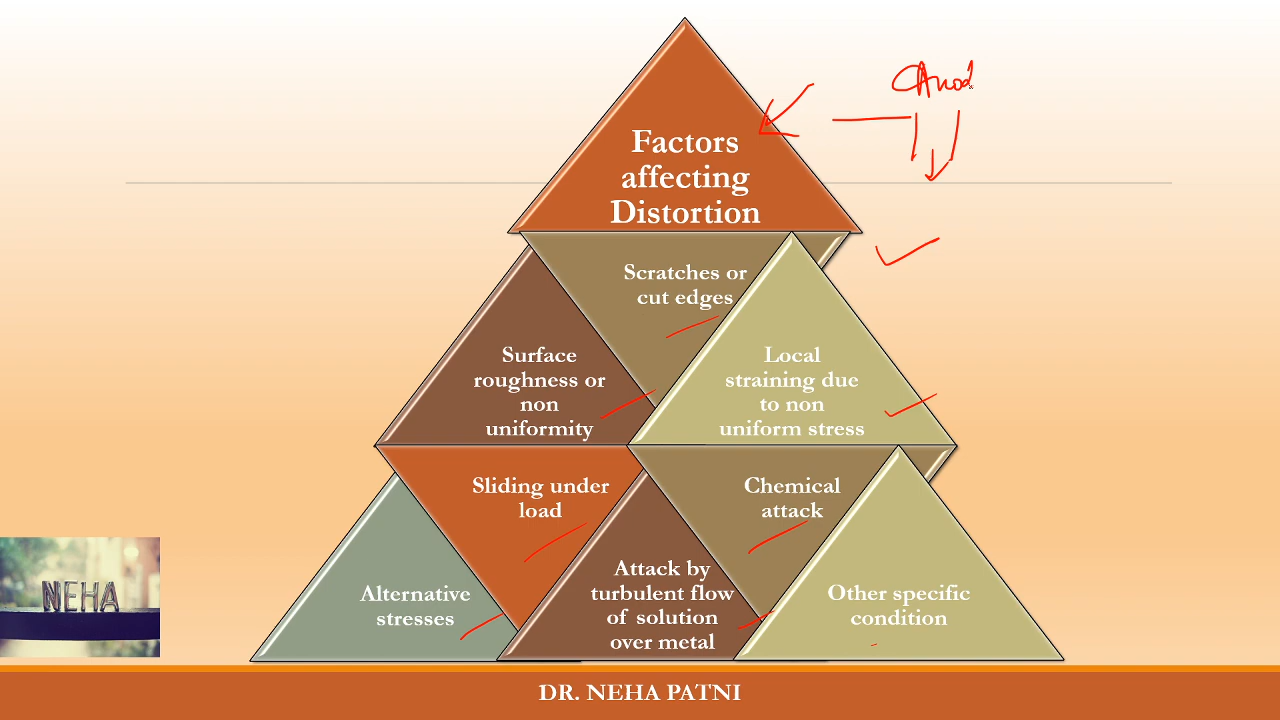 Factors
affecting
Distortion
Scratches or
cut edges
Surface
roughness or
non
uniformity
Local
straining due
to non
uniform stress
Sliding under
load
Chemical
attack
Alternative
stresses
Attack by
turbulent flow
of solution
over metal
Other specific
condition
NEHA
DR. NEHA PATNI